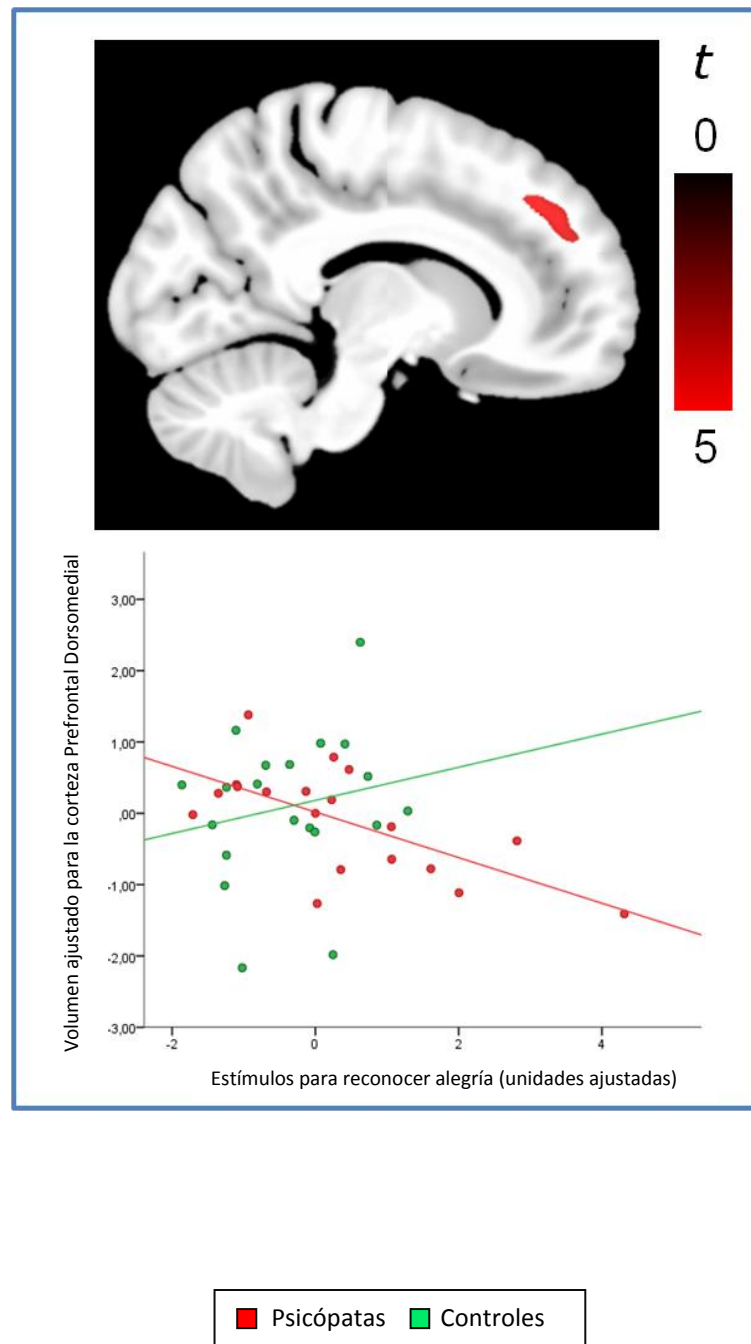 t
0
5
Volumen ajustado para la corteza Prefrontal Dorsomedial
3,00
2,00
1,00
,00
-1,00
-2,00
-3,00
-2 0 2 4
Estímulos para reconocer alegría (unidades ajustadas)
Psicópatas Controles